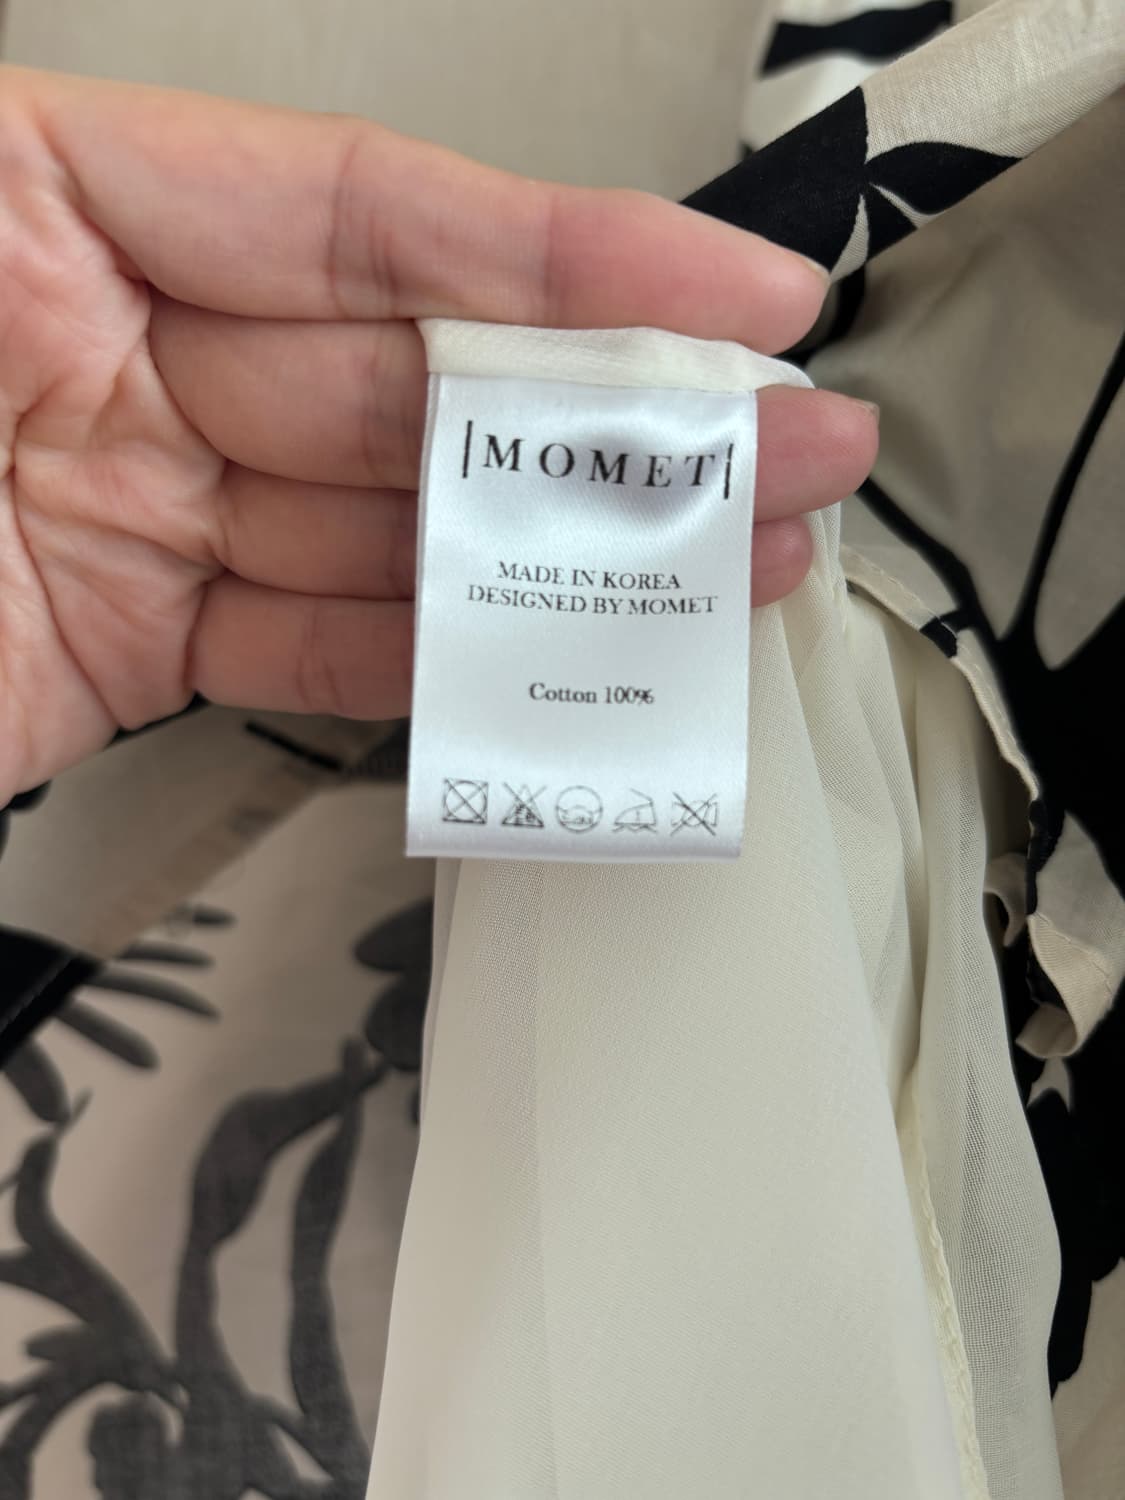 |MOMET|
MADE IN KOREA
DESIGNED BY MOMET
Cotton 100%